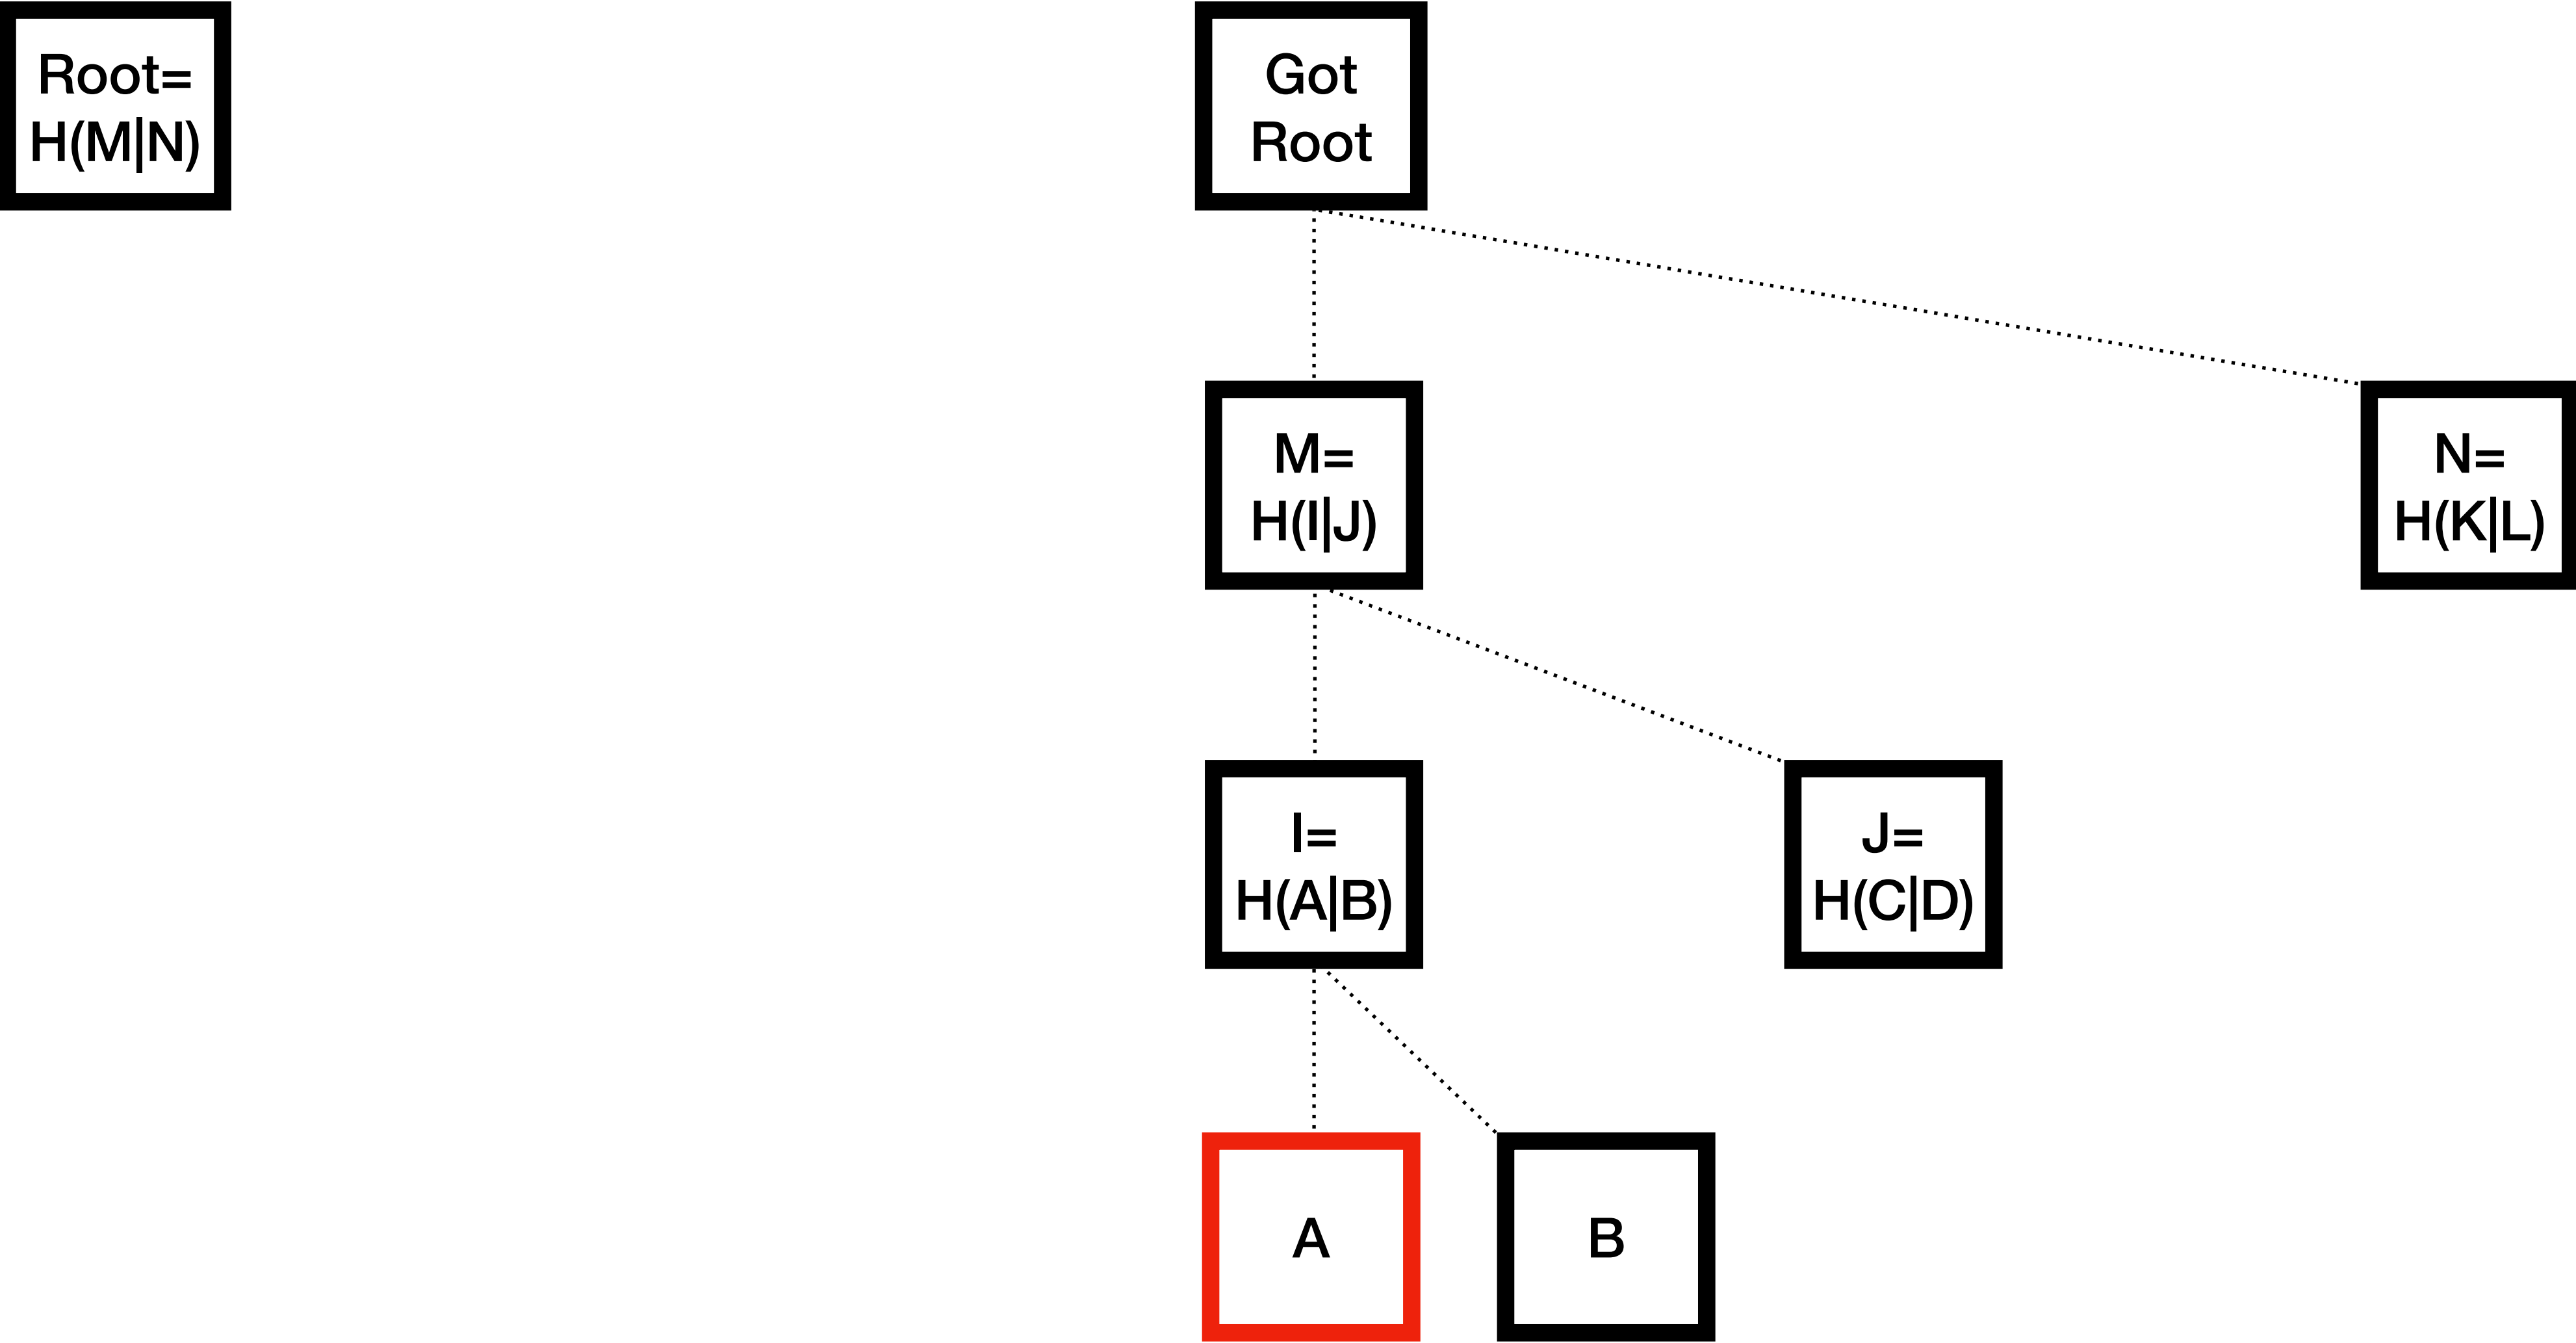 Root=
H(M|N)
Got
Root
M=
H(I|J)
N=
H(K|L)
I=
H(A|B)
J=
H(C|D)
A
B